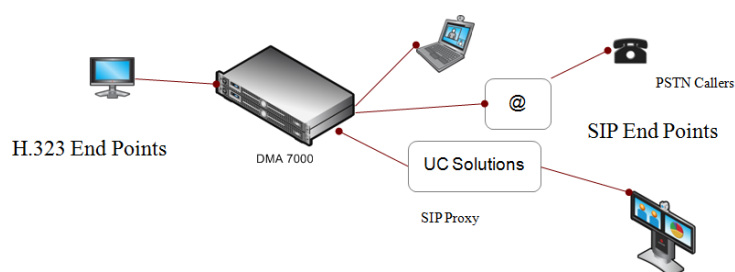 @
PSTN Callers
SIP End Points
H.323 End Points
DMA 7000
UC Solutions
SIP Proxy